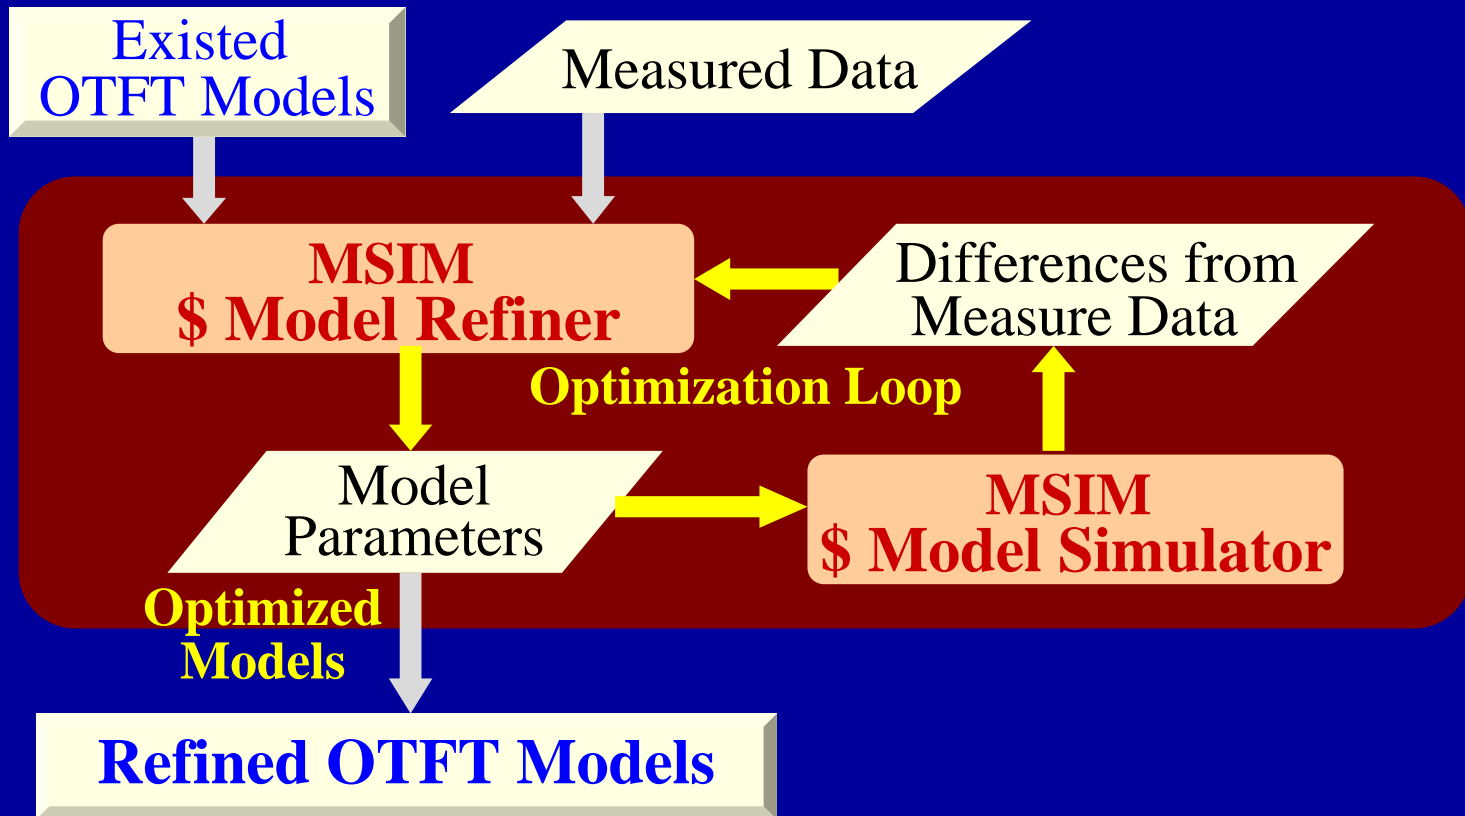 Existed
OTFT Models
Measured Data
MSIM
$ Model Refiner
Differences from
Measure Data
Optimization Loop
Model
Parameters
MSIM
$ Model Simulator
Optimized
Models
Refined OTFT Models